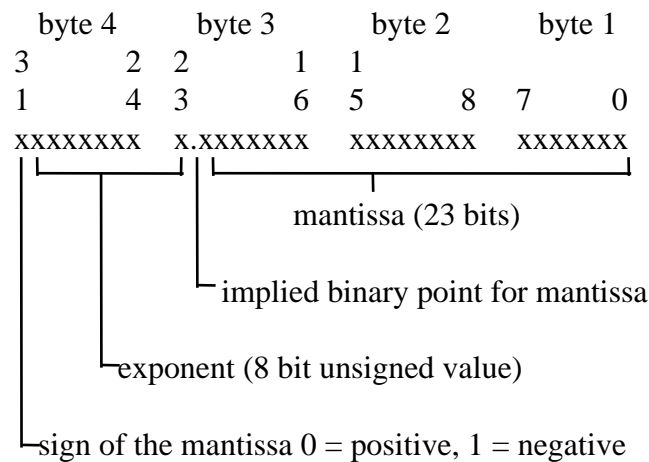 byte 4 byte 3 byte 2 byte 1
3 2 2 1 1
1 4 3 6 5 8 7 0
xxxxxxxx x.xxxxxxx xxxxxxxx xxxxxxx
mantissa (23 bits)
implied binary point for mantissa
exponent (8 bit unsigned value)
sign of the mantissa 0 = positive, 1 = negative